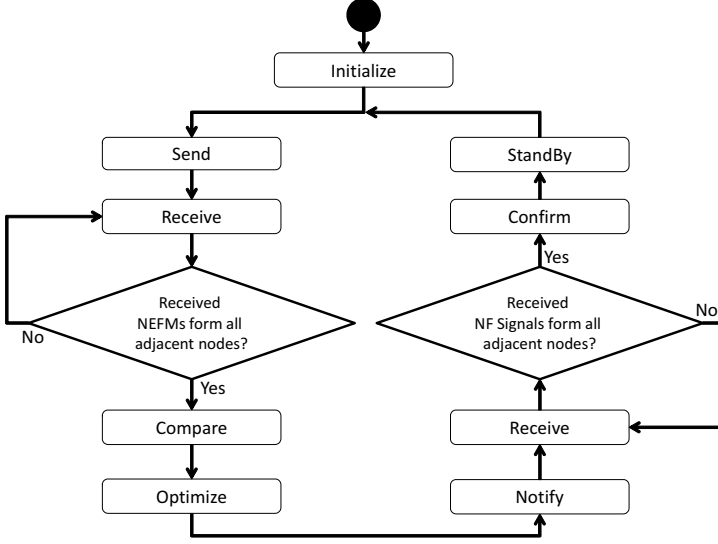 Initialize
Send
Receive
Received
NEFMs form all
adjacent nodes?
No
Yes
Compare
Optimize
StandBy
Confirm
Yes
Received
NF Signals form all
adjacent nodes?
No
Receive
Notify